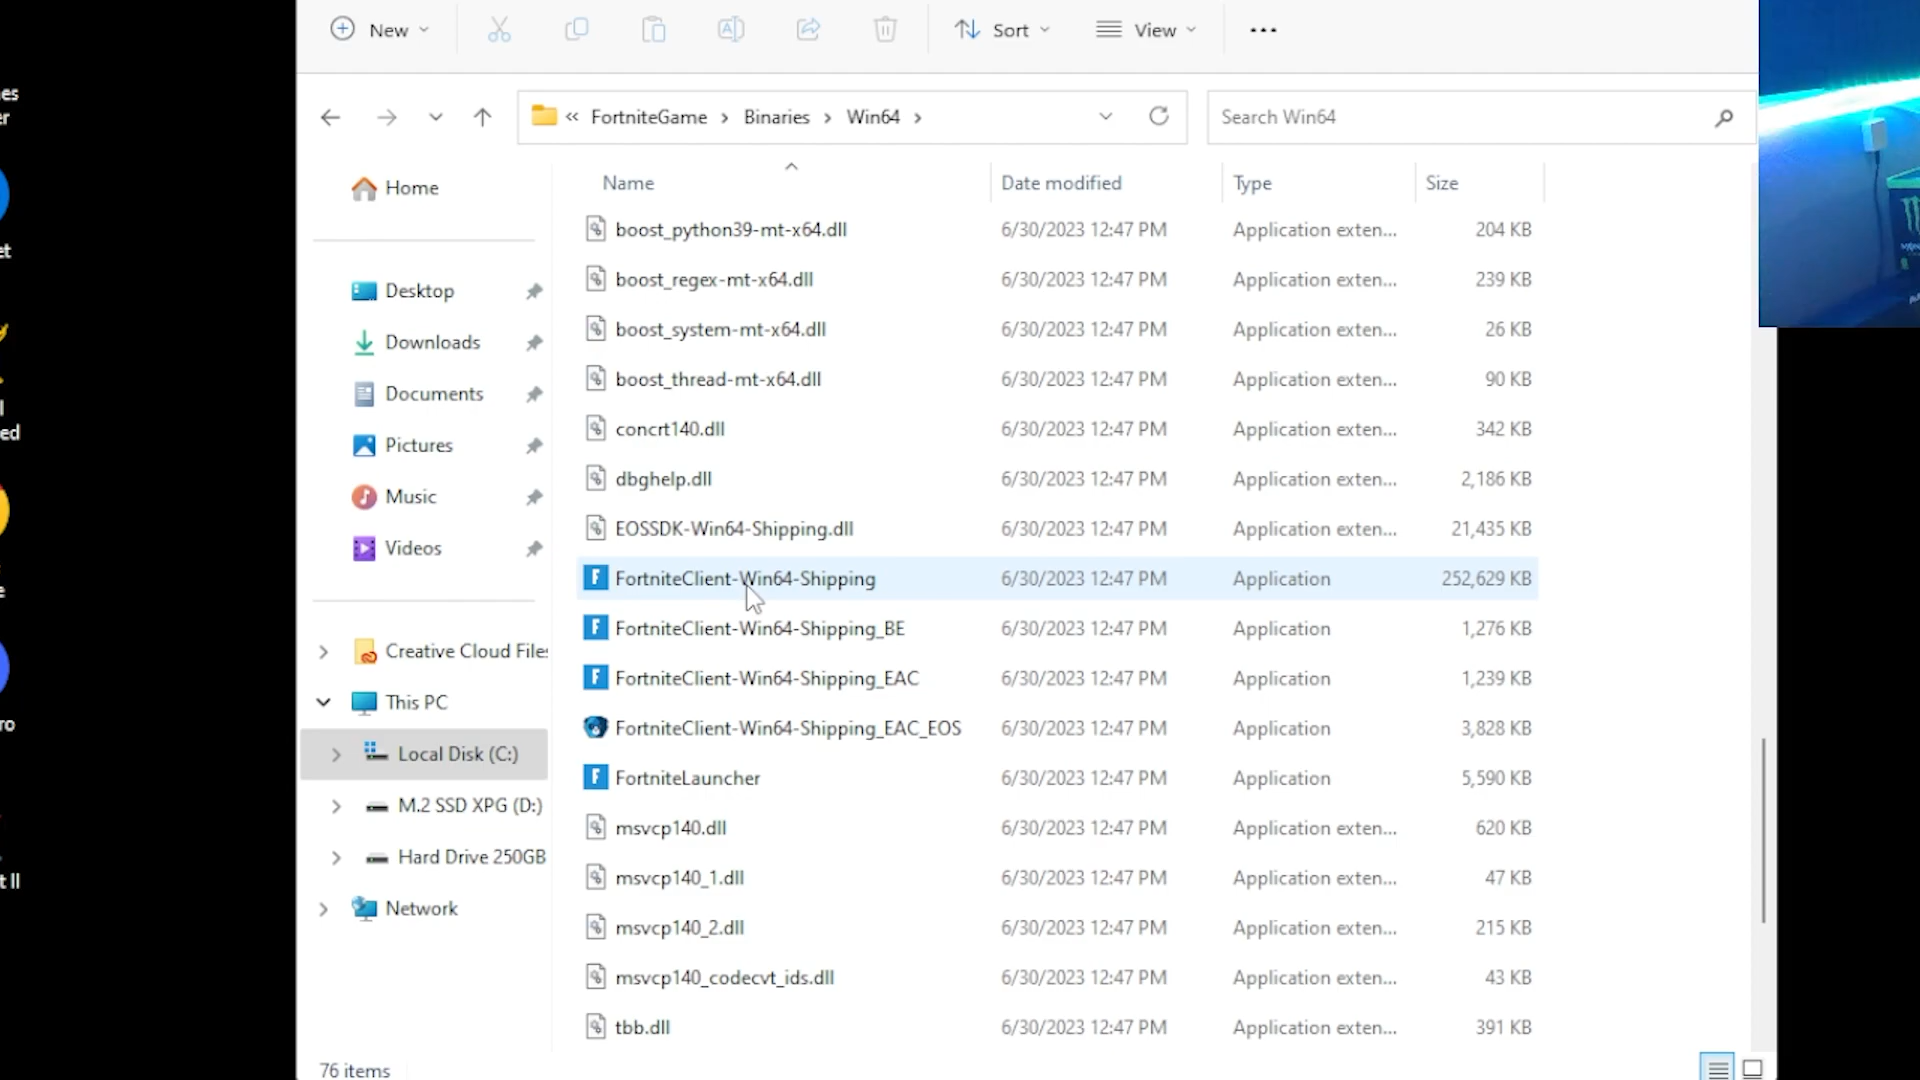 New
Sort
View
« FortniteGame > Binaries > Win64 >
Search Win64
Name Date modified Type Size
Home
Desktop
Downloads
Documents
Pictures
Music
Videos
Creative Cloud Files
This PC
Local Disk (C:)
M.2 SSD XPG (D:)
Hard Drive 250GB
Network
boost_python39-mt-x64.dll 6/30/2023 12:47 PM Application exten... 204 KB
boost_regex-mt-x64.dll 6/30/2023 12:47 PM Application exten... 239 KB
boost_system-mt-x64.dll 6/30/2023 12:47 PM Application exten... 26 KB
boost_thread-mt-x64.dll 6/30/2023 12:47 PM Application exten... 90 KB
concrt140.dll 6/30/2023 12:47 PM Application exten... 342 KB
dbghelp.dll 6/30/2023 12:47 PM Application exten... 2,186 KB
EOSSDK-Win64-Shipping.dll 6/30/2023 12:47 PM Application exten... 21,435 KB
FortniteClient-Win64-Shipping 6/30/2023 12:47 PM Application 252,629 KB
FortniteClient-Win64-Shipping_BE 6/30/2023 12:47 PM Application 1,276 KB
FortniteClient-Win64-Shipping_EAC 6/30/2023 12:47 PM Application 1,239 KB
FortniteClient-Win64-Shipping_EAC_EOS 6/30/2023 12:47 PM Application 3,828 KB
FortniteLauncher 6/30/2023 12:47 PM Application 5,590 KB
msvcp140.dll 6/30/2023 12:47 PM Application exten... 620 KB
msvcp140_1.dll 6/30/2023 12:47 PM Application exten... 47 KB
msvcp140_2.dll 6/30/2023 12:47 PM Application exten... 215 KB
msvcp140_codecvt_ids.dll 6/30/2023 12:47 PM Application exten... 43 KB
tbb.dll 6/30/2023 12:47 PM Application exten... 391 KB
76 items